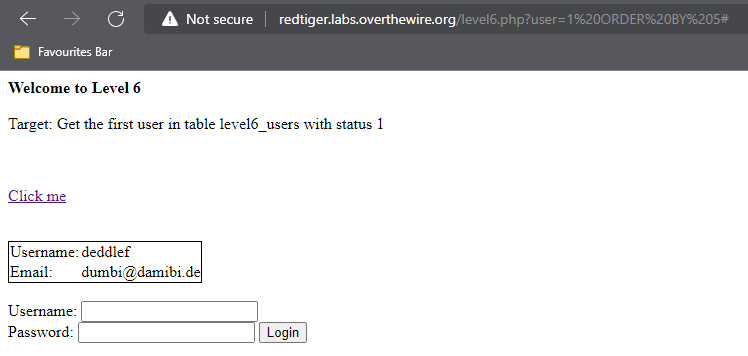 Not secure | redtiger.labs.overthewire.org/level6.php?user=1%20ORDER%20BY%205#
Favourites Bar
Welcome to Level 6
Target: Get the first user in table level6_users with status 1
Click me
Username: deddlef
Email: dumbi@damibi.de
Username:
Password: Login